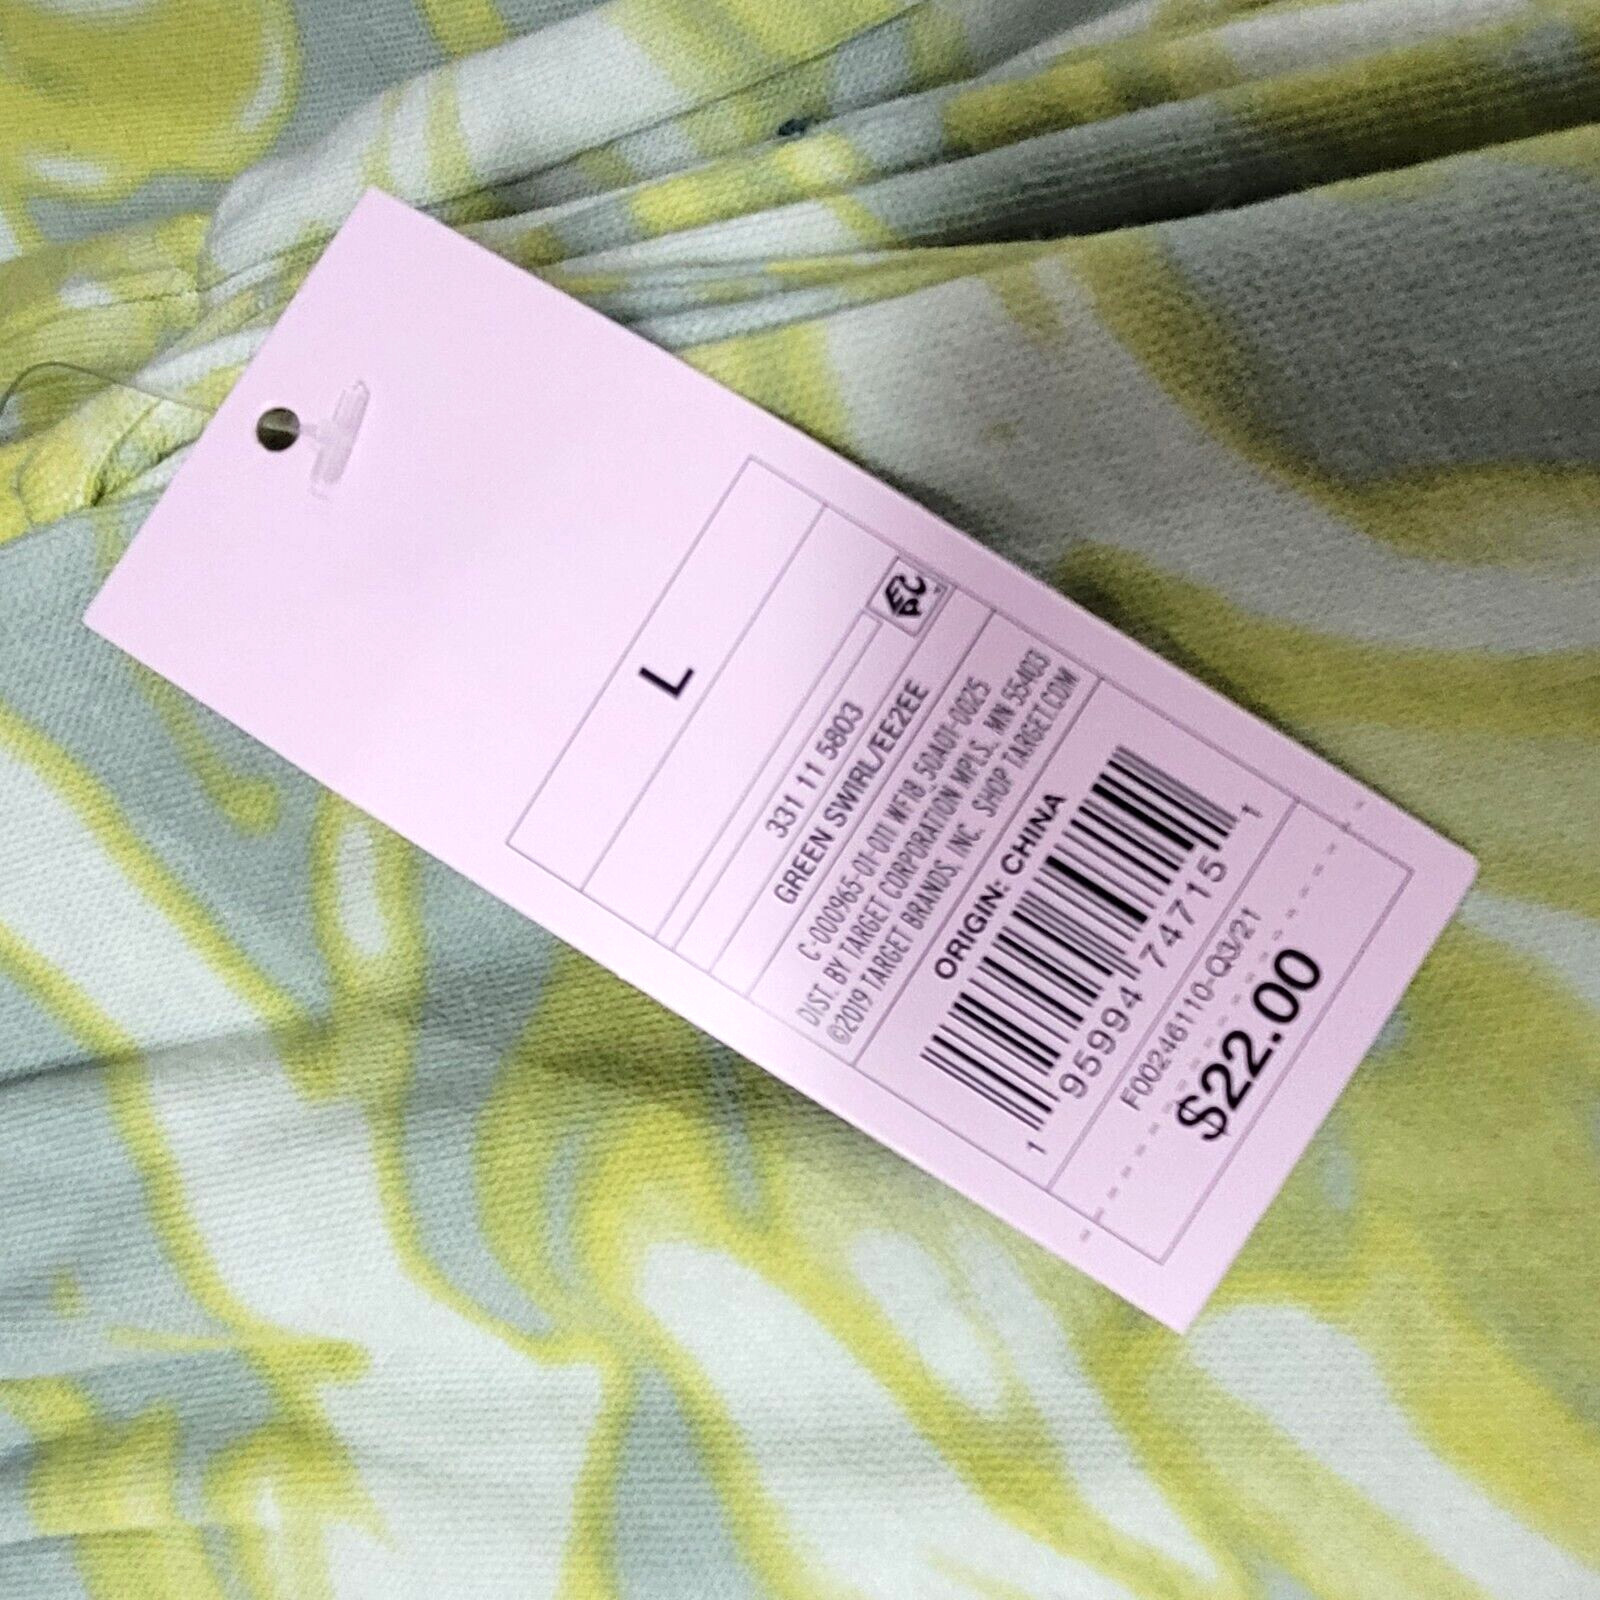 L
331 11 5803
GREEN SWIRL/EE2EE
C-000965-01-011 WF18_50A01-0025
DIST. BY TARGET CORPORATION MPLS., MN 55403
©2019 TARGET BRANDS, INC. SHOP TARGET.COM
ORIGIN: CHINA
1 95994 74715 1
F00246110-Q3/21
$22.00